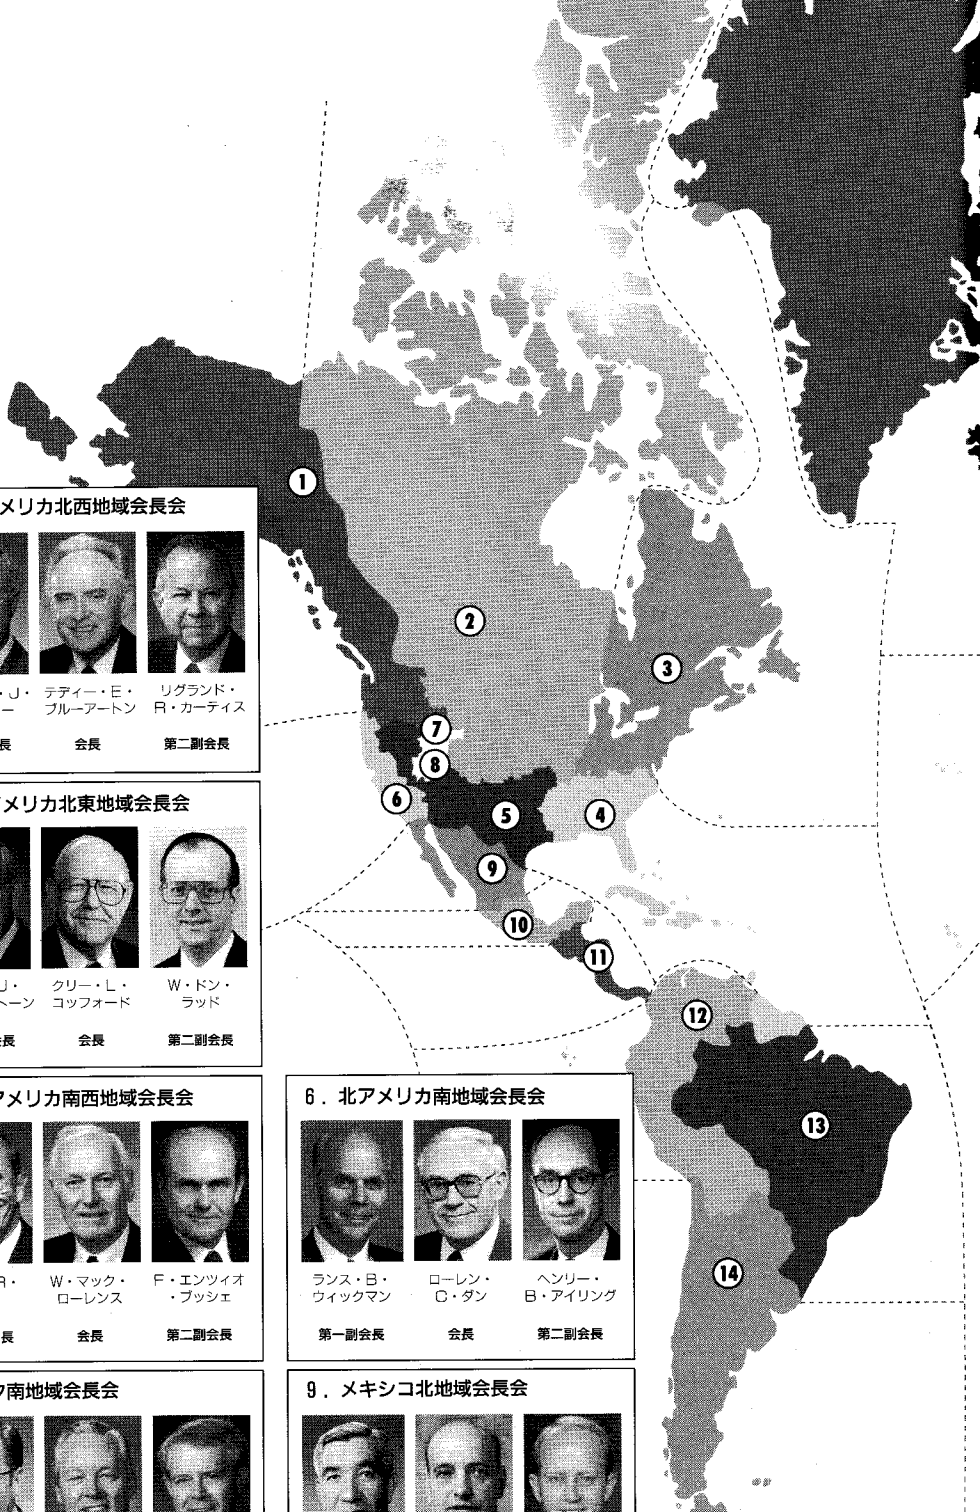 1
2
3
7
8
6
5
4
9
10
11
12
13
14
メリカ北西地域会長会
・J・
テディー・E・
ブルーアートン
リグランド・
R・カーティス
長
会長
第二副会長
メリカ北東地域会長会
J・
トーン
クリー・L・
コッフォード
W・ドン・
ラッド
長
会長
第二副会長
アメリカ南西地域会長会
R・
W・マック・
ローレンス
F・エンツィオ
・ブッシェ
長
会長
第二副会長
南地域会長会
6. 北アメリカ南地域会長会
ランス・B・
ウィックマン
ローレン・
C・ダン
ヘンリー・
B・アイリング
第一副会長
会長
第二副会長
9. メキシコ北地域会長会